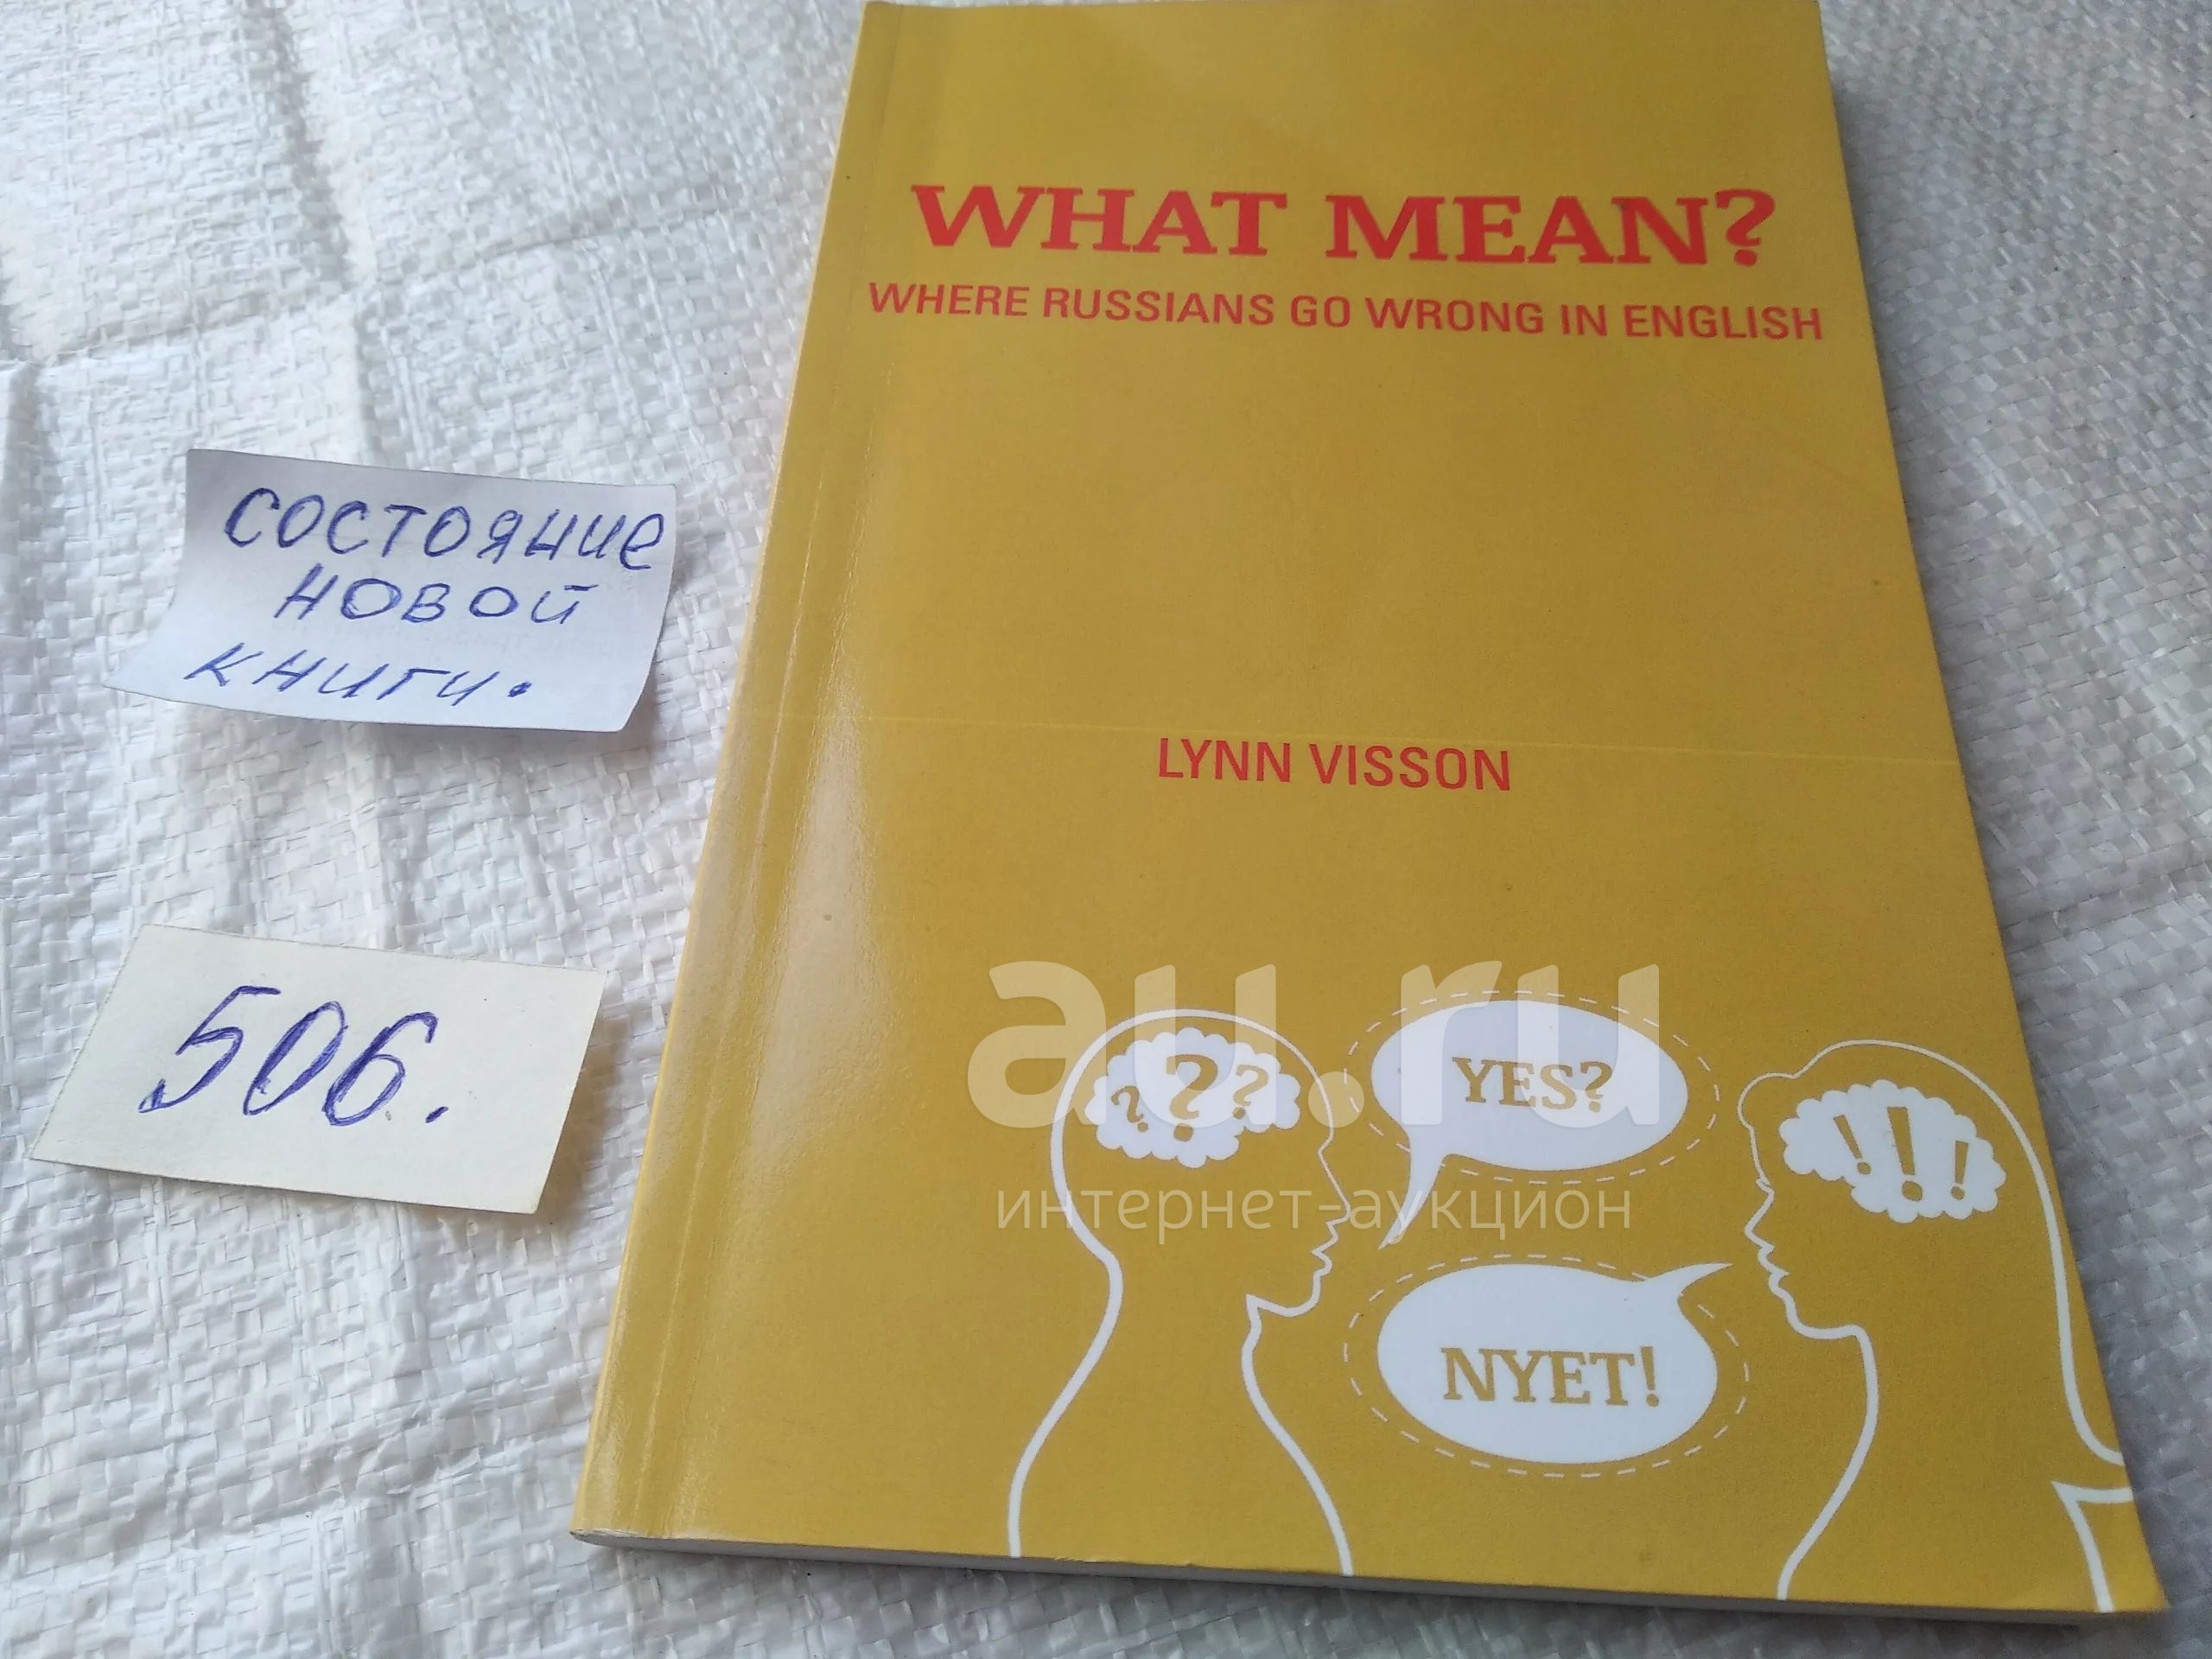 WHAT MEAN?
WHERE RUSSIANS GO WRONG IN ENGLISH
состояние
новой
книги.
LYNN VISSON
506.
au.ru
интернет-аукцион
? ? ?
YES?
! ! !
NYET!